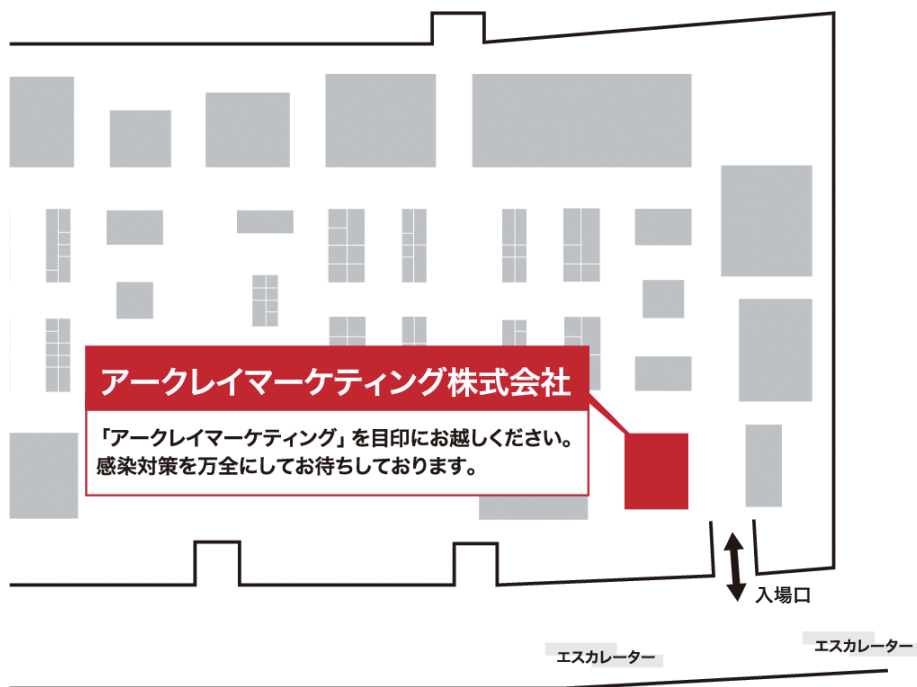 アークレイマーケティング株式会社
「アークレイマーケティング」を目印にお越しください。
感染対策を万全にしてお待ちしております。
入場口
エスカレーター
エスカレーター